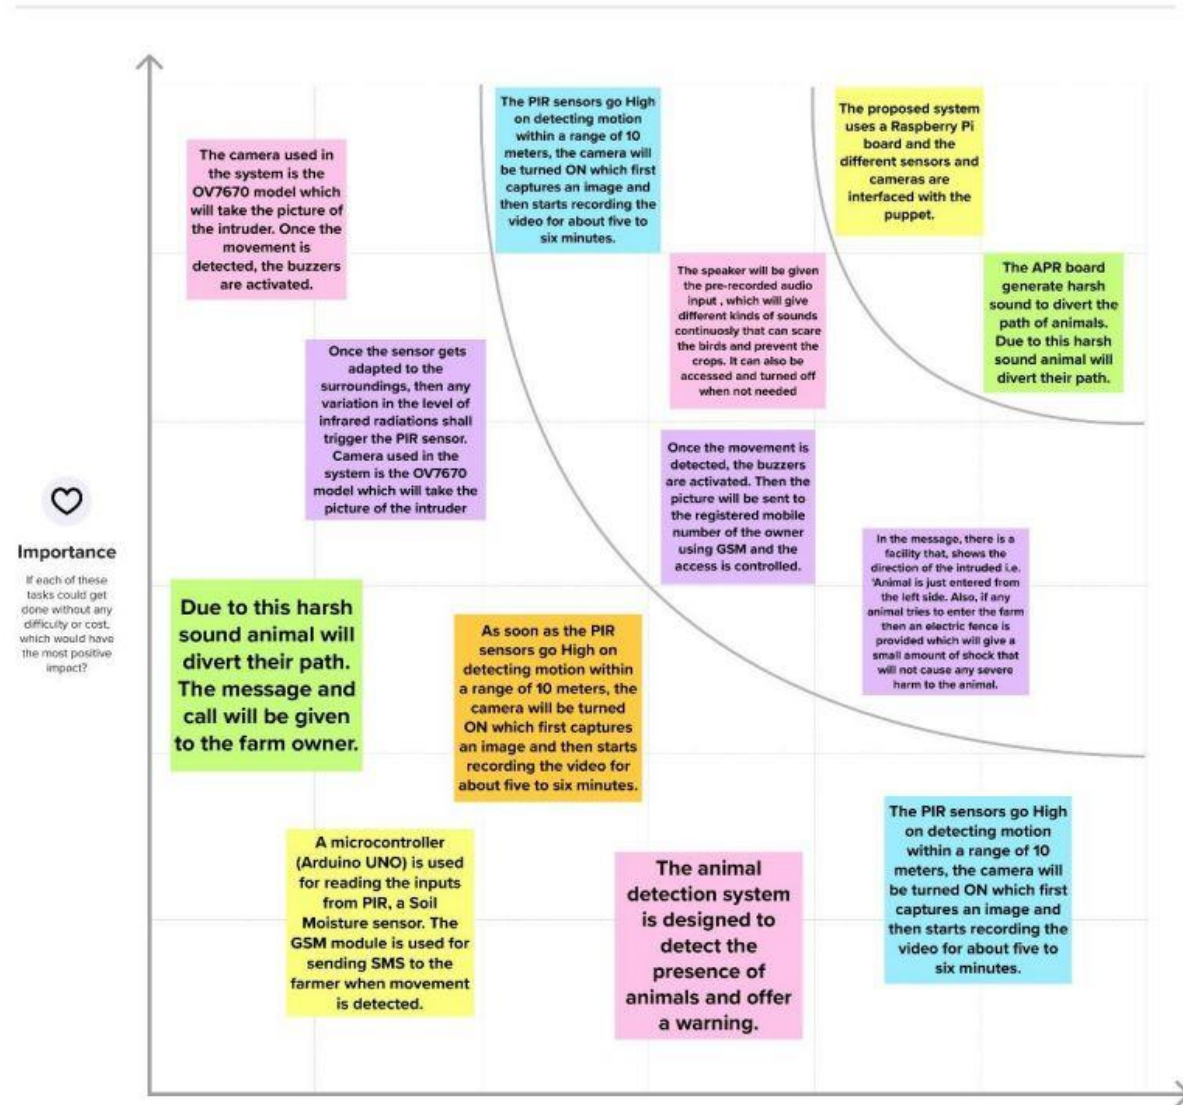 The camera used in
the system is the
OV7670 model which
will take the picture of
the intruder. Once the
movement is
detected, the buzzers
are activated.
The PIR sensors go High
on detecting motion
within a range of 10
meters, the camera will
be turned ON which first
captures an image and
then starts recording the
video for about five to
six minutes.
The proposed system
uses a Raspberry Pi
board and the
different sensors and
cameras are
interfaced with the
puppet.
The speaker will be given
the pre-recorded audio
input , which will give
different kinds of sounds
continuosly that can scare
the birds and prevent the
crops. It can also be
accessed and turned off
when not needed
The APR board
generate harsh
sound to divert the
path of animals.
Due to this harsh
sound animal will
divert their path.
Once the sensor gets
adapted to the
surroundings, then any
variation in the level of
infrared radiations shall
trigger the PIR sensor.
Camera used in the
system is the OV7670
model which will take the
picture of the intruder
Once the movement is
detected, the buzzers
are activated. Then the
picture will be sent to
the registered mobile
number of the owner
using GSM and the
access is controlled.
In the message, there is a
facility that, shows the
direction of the intruded i.e.
'Animal is just entered from
the left side. Also, if any
animal tries to enter the farm
then an electric fence is
provided which will give a
small amount of shock that
will not cause any severe
harm to the animal.
Importance
If each of these
tasks could get
done without any
difficulty or cost,
which would have
the most positive
impact?
Due to this harsh
sound animal will
divert their path.
The message and
call will be given
to the farm owner.
As soon as the PIR
sensors go High on
detecting motion within
a range of 10 meters, the
camera will be turned
ON which first captures
an image and then starts
recording the video for
about five to six minutes.
A microcontroller
(Arduino UNO) is used
for reading the inputs
from PIR, a Soil
Moisture sensor. The
GSM module is used for
sending SMS to the
farmer when movement
is detected.
The animal
detection system
is designed to
detect the
presence of
animals and offer
a warning.
The PIR sensors go High
on detecting motion
within a range of 10
meters, the camera will
be turned ON which first
captures an image and
then starts recording the
video for about five to
six minutes.